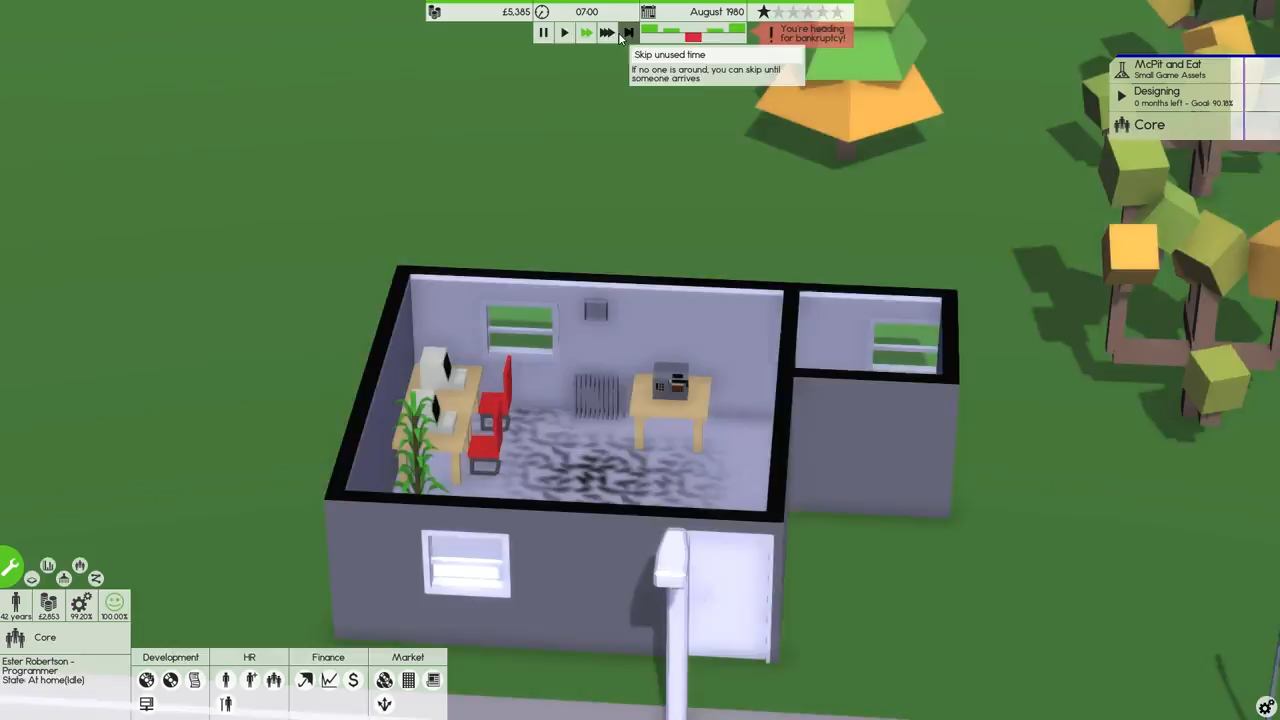 £5,385
07:00
August 1980
You're heading
for bankruptcy!
Skip unused time
If no one is around, you can skip until
someone arrives
McPit and Eat
Small Game Assets
Designing
0 months left - Goal: 90.18%
Core
42 years
£2,853
99.20%
100.00%
Core
Ester Robertson -
Programmer
State: At home(Idle)
Development
HR
Finance
Market